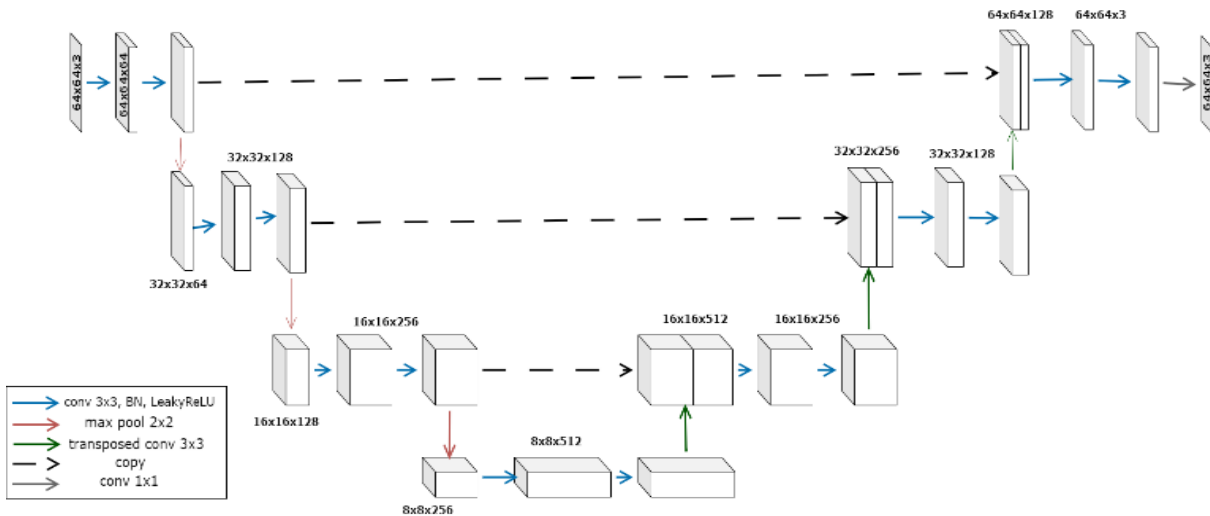 64x64x128
64x64x3
64x64x3
64x64x64
64x64x3
32x32x128
32x32x256
32x32x128
32x32x64
16x16x256
16x16x512
16x16x256
16x16x128
8x8x512
8x8x256
conv 3x3, BN, LeakyReLU
max pool 2x2
transposed conv 3x3
copy
conv 1x1